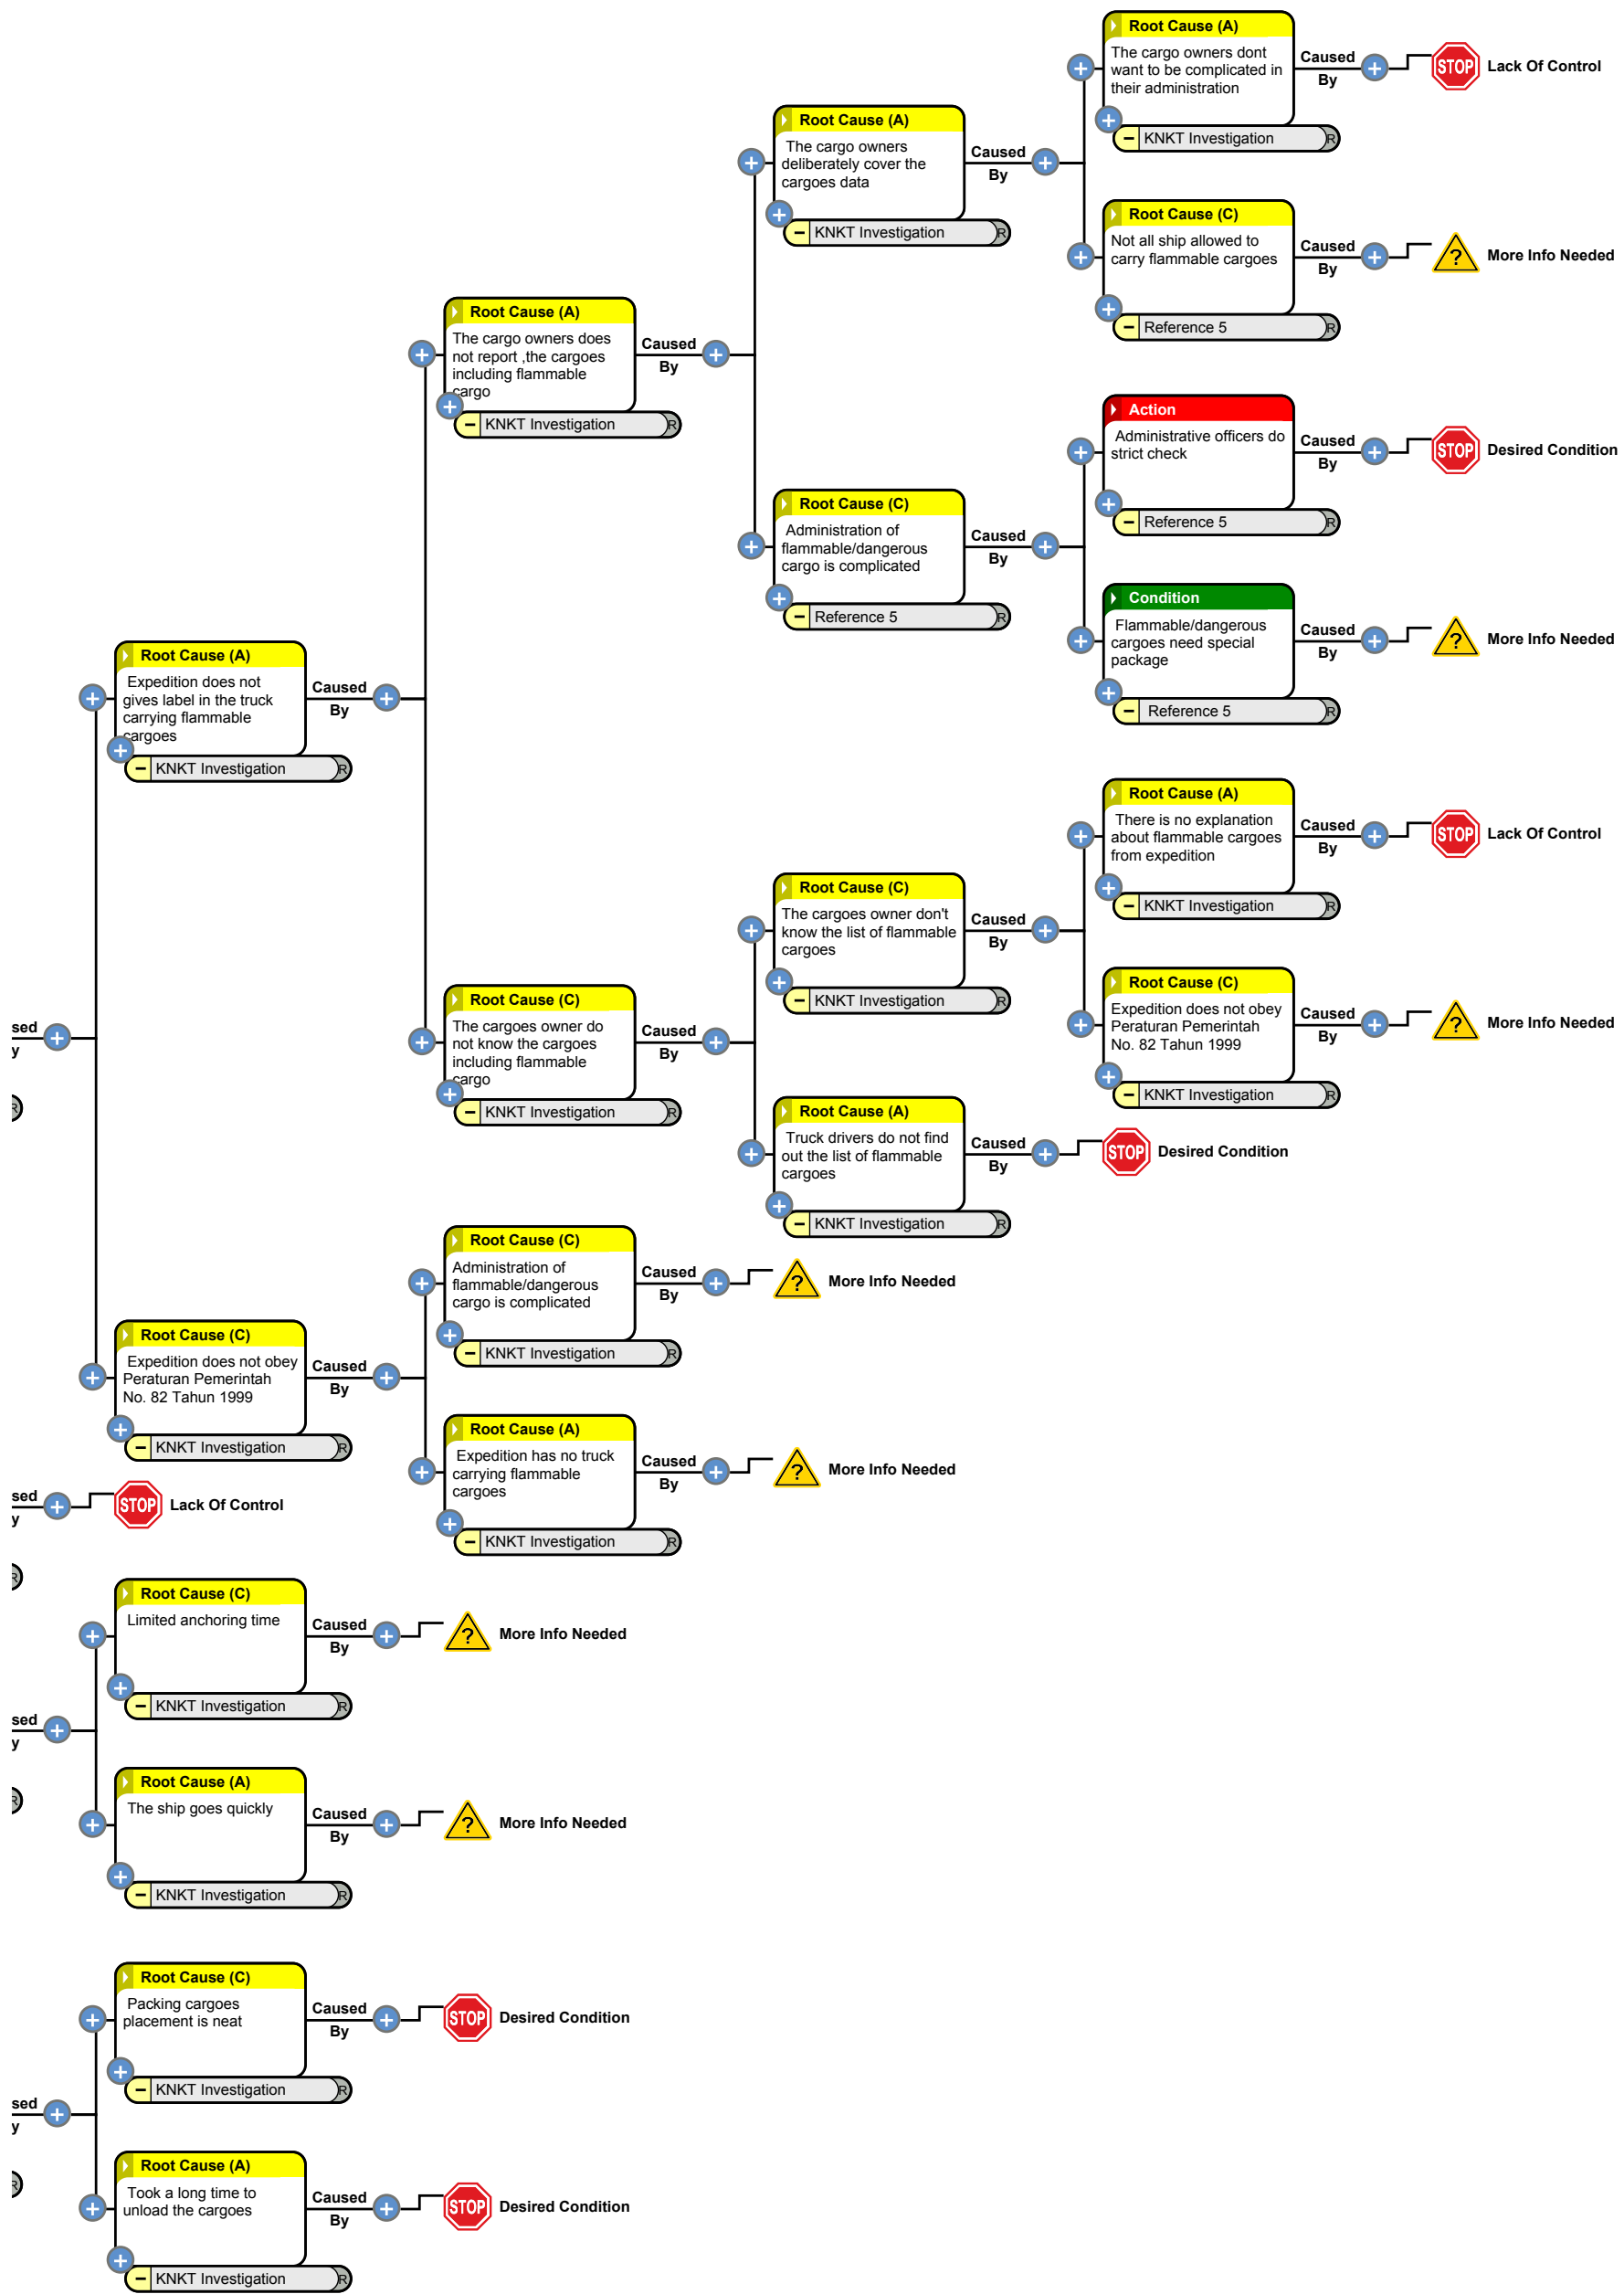 Root Cause (A)
The cargo owners dont
want to be complicated in
their administration
Caused
By
STOP
Lack Of Control
KNKT Investigation
R
Root Cause (A)
The cargo owners
deliberately cover the
cargoes data
Caused
By
KNKT Investigation
R
Root Cause (C)
Not all ship allowed to
carry flammable cargoes
Caused
By
?
More Info Needed
Reference 5
R
Root Cause (A)
The cargo owners does
not report ,the cargoes
including flammable
cargo
Caused
By
KNKT Investigation
R
Action
Administrative officers do
strict check
Caused
By
STOP
Desired Condition
Reference 5
R
Root Cause (C)
Administration of
flammable/dangerous
cargo is complicated
Caused
By
Reference 5
R
Condition
Flammable/dangerous
cargoes need special
package
Caused
By
?
More Info Needed
Reference 5
R
Root Cause (A)
Expedition does not
gives label in the truck
carrying flammable
cargoes
Caused
By
KNKT Investigation
R
Root Cause (A)
There is no explanation
about flammable cargoes
from expedition
Caused
By
STOP
Lack Of Control
KNKT Investigation
R
Root Cause (C)
The cargoes owner don't
know the list of flammable
cargoes
Caused
By
KNKT Investigation
R
Root Cause (C)
Expedition does not obey
Peraturan Pemerintah
No. 82 Tahun 1999
Caused
By
?
More Info Needed
KNKT Investigation
R
Root Cause (C)
The cargoes owner do
not know the cargoes
including flammable
cargo
Caused
By
KNKT Investigation
R
sed
y
R
Root Cause (A)
Truck drivers do not find
out the list of flammable
cargoes
Caused
By
STOP
Desired Condition
KNKT Investigation
R
Root Cause (C)
Administration of
flammable/dangerous
cargo is complicated
Caused
By
?
More Info Needed
KNKT Investigation
R
Root Cause (C)
Expedition does not obey
Peraturan Pemerintah
No. 82 Tahun 1999
Caused
By
KNKT Investigation
R
Root Cause (A)
Expedition has no truck
carrying flammable
cargoes
Caused
By
?
More Info Needed
KNKT Investigation
R
sed
y
STOP
Lack Of Control
R
Root Cause (C)
Limited anchoring time
Caused
By
?
More Info Needed
KNKT Investigation
R
sed
y
R
Root Cause (A)
The ship goes quickly
Caused
By
?
More Info Needed
KNKT Investigation
R
Root Cause (C)
Packing cargoes
placement is neat
Caused
By
STOP
Desired Condition
KNKT Investigation
R
sed
y
R
Root Cause (A)
Took a long time to
unload the cargoes
Caused
By
STOP
Desired Condition
KNKT Investigation
R